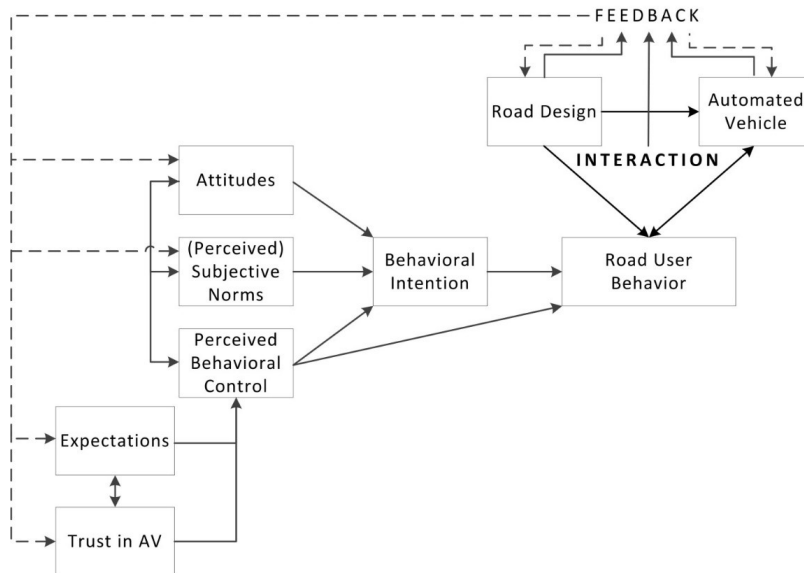 FEEDBACK
Road Design
Automated
Vehicle
INTERACTION
Attitudes
(Perceived)
Subjective
Norms
Behavioral
Intention
Road User
Behavior
Perceived
Behavioral
Control
Expectations
Trust in AV